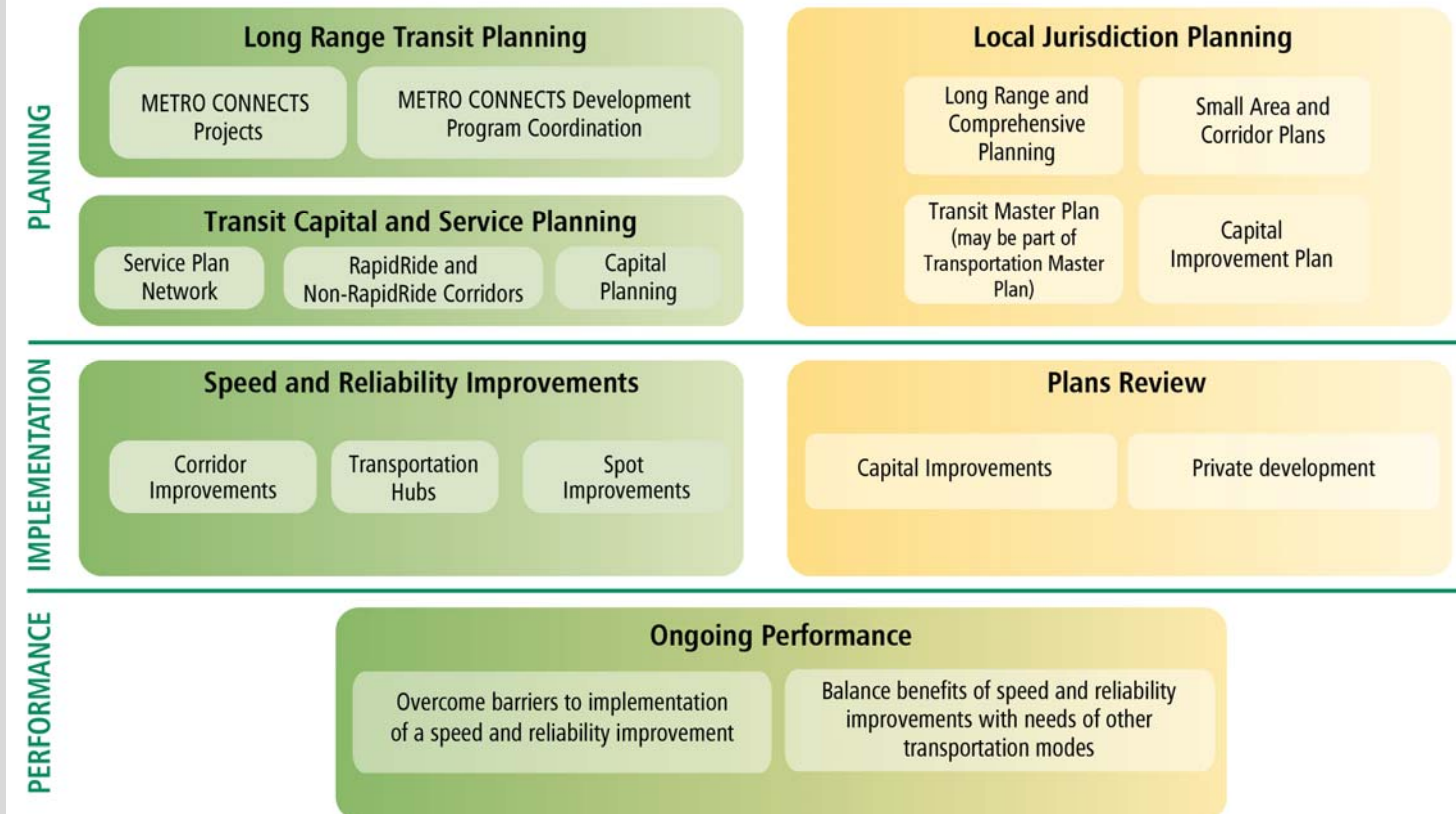 PLANNING
Long Range Transit Planning
METRO CONNECTS
Projects
METRO CONNECTS Development
Program Coordination
Transit Capital and Service Planning
Service Plan
Network
RapidRide and
Non-RapidRide Corridors
Capital
Planning
Local Jurisdiction Planning
Long Range and
Comprehensive
Planning
Small Area and
Corridor Plans
Transit Master Plan
(may be part of
Transportation Master
Plan)
Capital
Improvement Plan
IMPLEMENTATION
Speed and Reliability Improvements
Corridor
Improvements
Transportation
Hubs
Spot
Improvements
Plans Review
Capital Improvements
Private development
PERFORMANCE
Ongoing Performance
Overcome barriers to implementation
of a speed and reliability improvement
Balance benefits of speed and reliability
improvements with needs of other
transportation modes